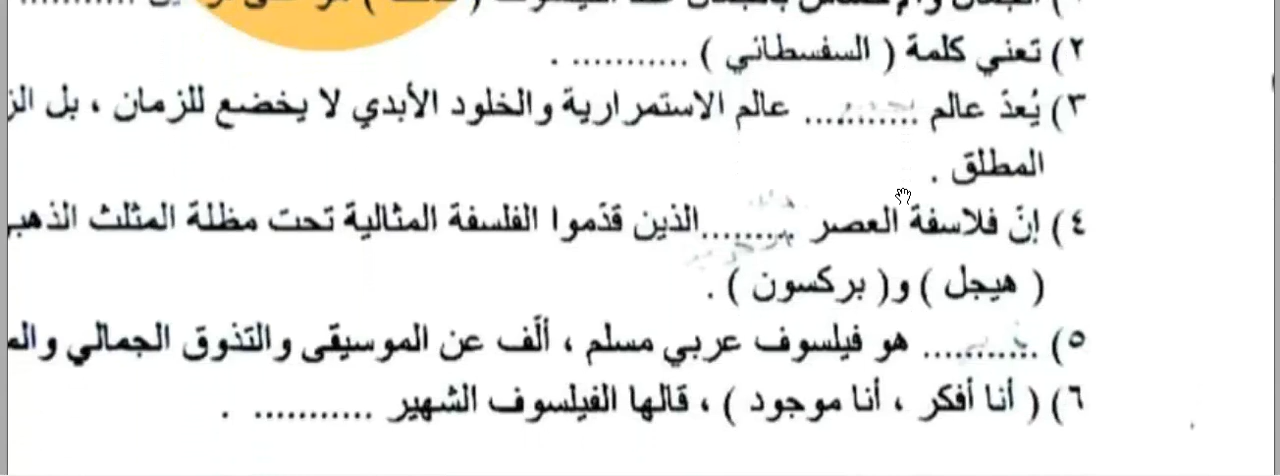 ٢) تعني كلمة ( السفسطائي ) ........... .
٣) يُعدّ عالم ........... عالم الاستمرارية والخلود الأبدي لا يخضع للزمان ، بل
المطلق .
٤) إنّ فلاسفة العصر .........الذين قدّموا الفلسفة المثالية تحت مظلة المثلث
( هيجل ) و( بركسون ) .
٥) ........... هو فيلسوف عربي مسلم ، ألّف عن الموسيقى والتذوق الجمالي
٦) ( أنا أفكر ، أنا موجود ) ، قالها الفيلسوف الشهير ........... .